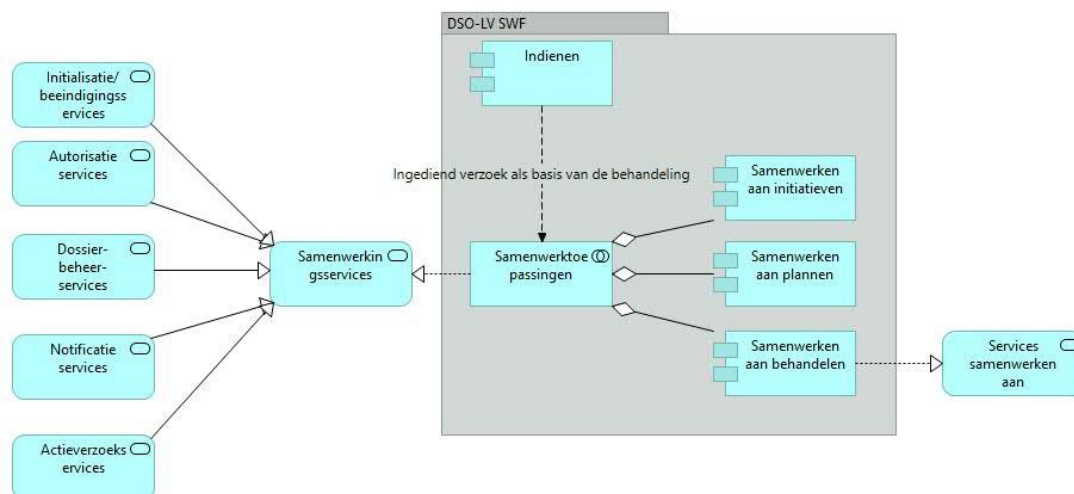 DSO-LV SWF
Indienen
Initialisatie/
beeindigingss
ervices
Autorisatie
services
Ingediend verzoek als basis van de behandeling
Samenwerken
aan initiatieven
Dossier-
beheer-
services
Samenwerkin
gsservices
Samenwerktoe
passingen
Samenwerken
aan plannen
Notificatie
services
Samenwerken
aan behandelen
Services
samenwerken
aan
Actieverzoeks
ervices